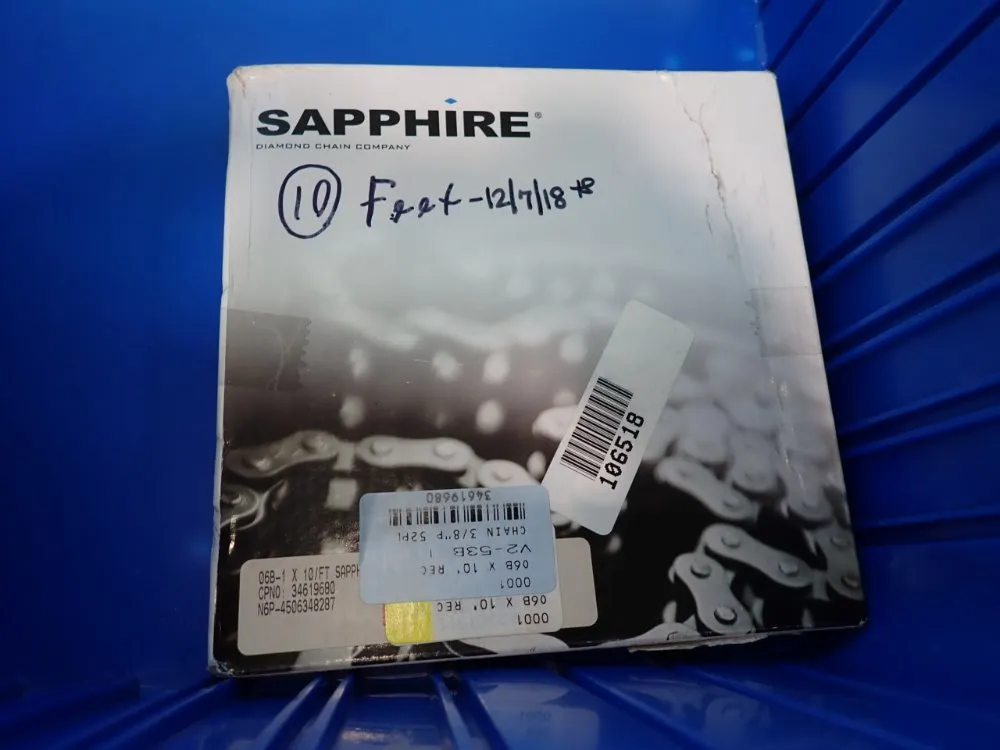 SAPPHIRE®
DIAMOND CHAIN COMPANY
10 Feet - 12/7/18
106518
34619680
CHAIN 3/8"P 52PI
V2-53B 1
06B X 10' REC
0001
06B-1 X 10/FT SAPPH
CPNO: 34619680
N6P-4506348287
06B X 10' REC
0001